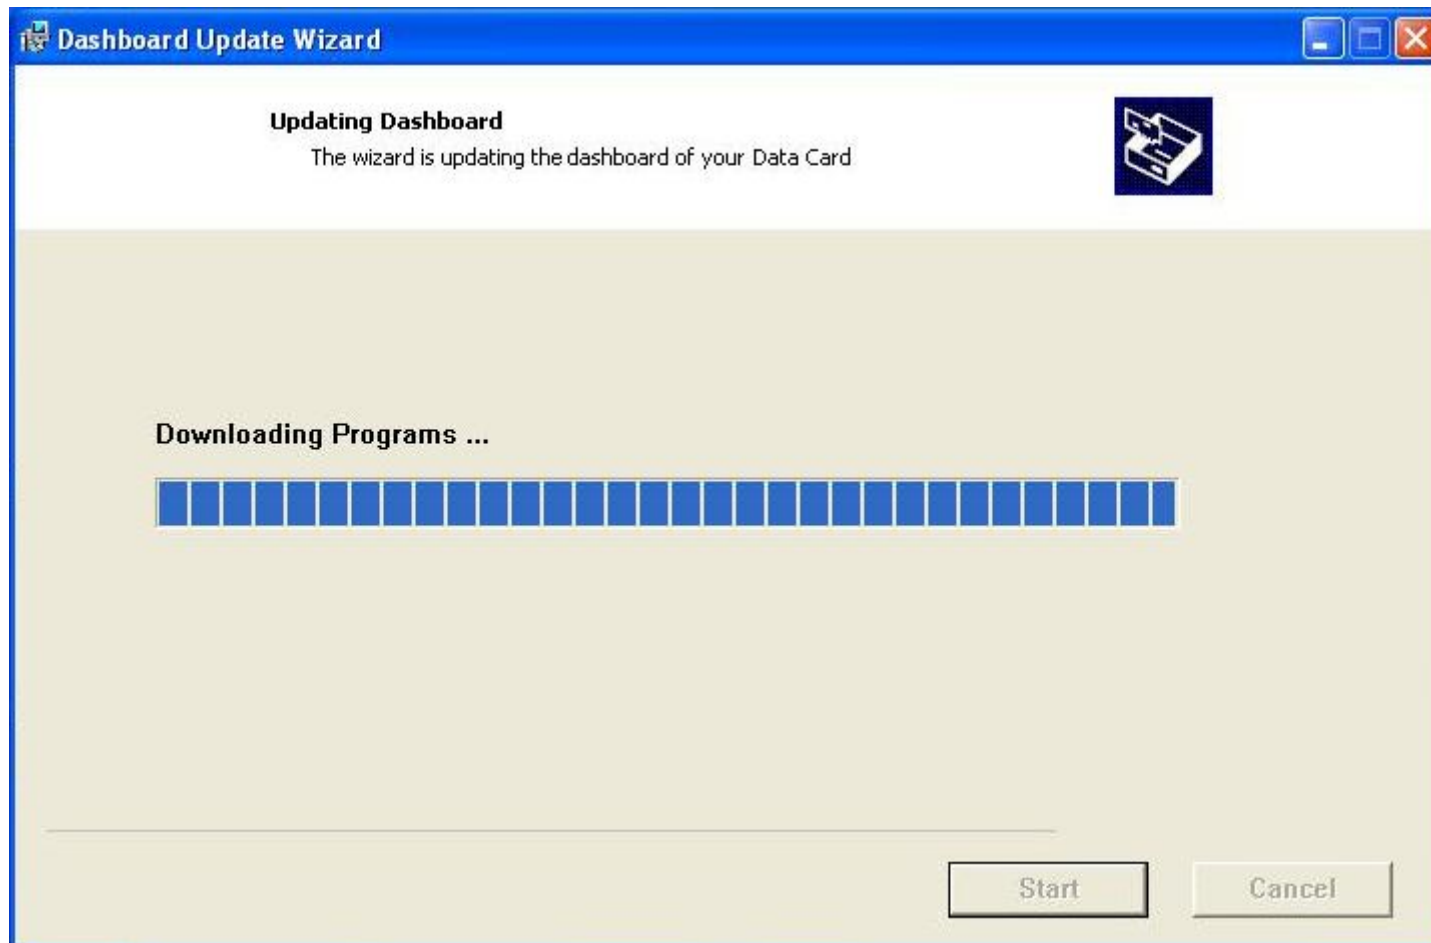 Dashboard Update Wizard
Updating Dashboard
The wizard is updating the dashboard of your Data Card
Downloading Programs ...
Start
Cancel